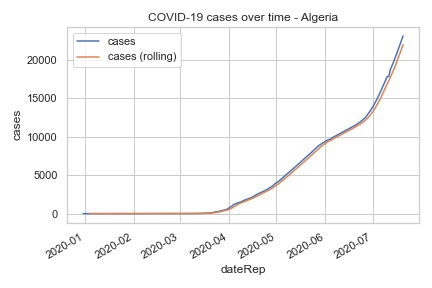 COVID-19 cases over time - Algeria
cases
cases (rolling)
cases
20000
15000
10000
5000
0
2020-01
2020-02
2020-03
2020-04
2020-05
2020-06
2020-07
dateRep